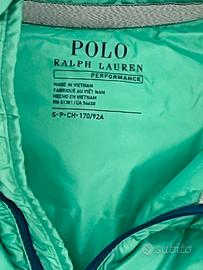 POLO
RALPH LAUREN
PERFORMANCE
MADE IN VIETNAM
FABRIQUÉ AU VIÊT NAM
HECHO EN VIETNAM
RN 41381/CA 56638
S•P•CH•170/92A
subito